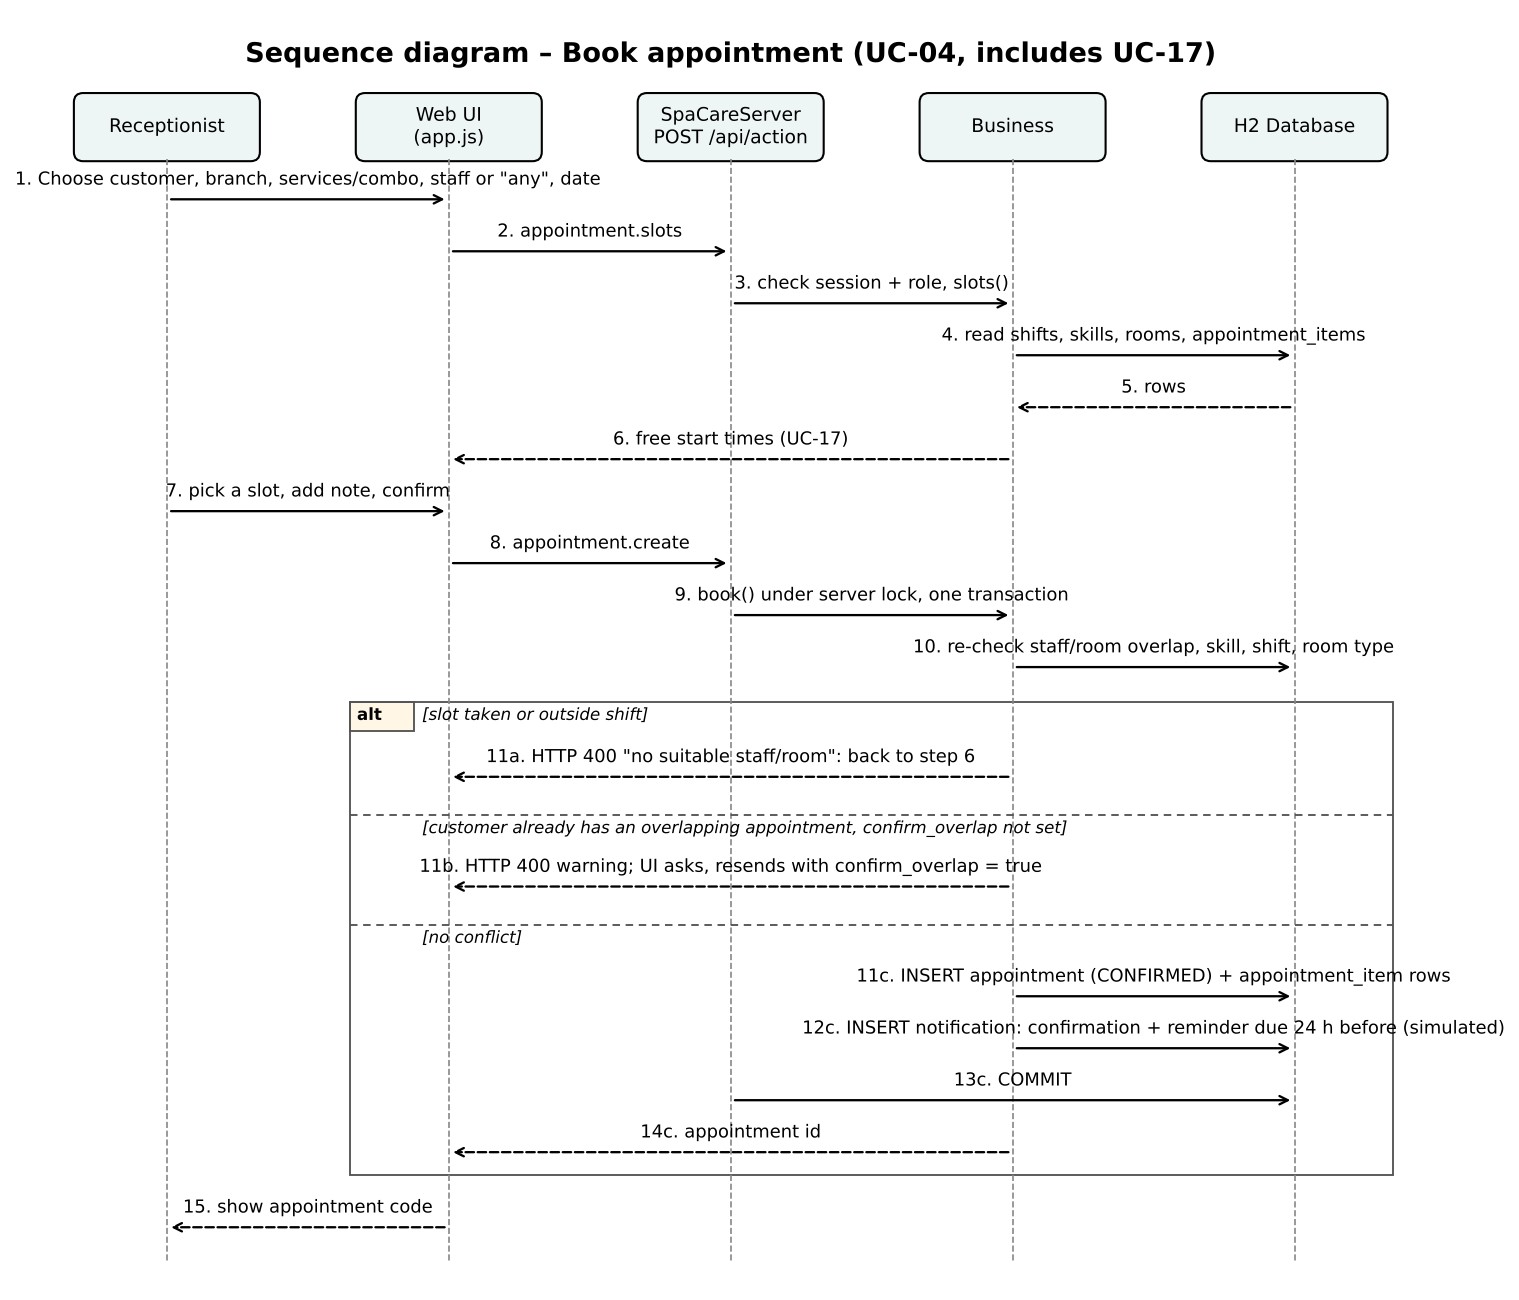 Sequence diagram – Book appointment (UC-04, includes UC-17)
Receptionist
Web UI
(app.js)
SpaCareServer
POST /api/action
Business
H2 Database
1. Choose customer, branch, services/combo, staff or "any", date
2. appointment.slots
3. check session + role, slots()
4. read shifts, skills, rooms, appointment_items
5. rows
6. free start times (UC-17)
7. pick a slot, add note, confirm
8. appointment.create
9. book() under server lock, one transaction
10. re-check staff/room overlap, skill, shift, room type
alt
[slot taken or outside shift]
11a. HTTP 400 "no suitable staff/room": back to step 6
[customer already has an overlapping appointment, confirm_overlap not set]
11b. HTTP 400 warning; UI asks, resends with confirm_overlap = true
[no conflict]
11c. INSERT appointment (CONFIRMED) + appointment_item rows
12c. INSERT notification: confirmation + reminder due 24 h before (simulated)
13c. COMMIT
14c. appointment id
15. show appointment code